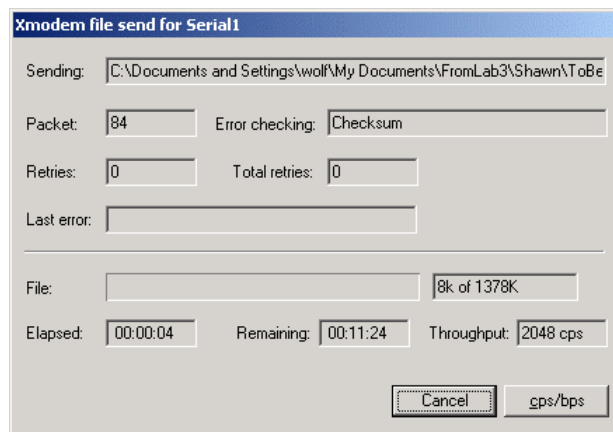 Xmodem file send for Serial1
Sending: C:\Documents and Settings\wolf\My Documents\FromLab3\Shawn\ToBe
Packet: 84 Error checking: Checksum
Retries: 0 Total retries: 0
Last error:
File: 8k of 1378K
Elapsed: 00:00:04 Remaining: 00:11:24 Throughput: 2048 cps
Cancel cps/bps